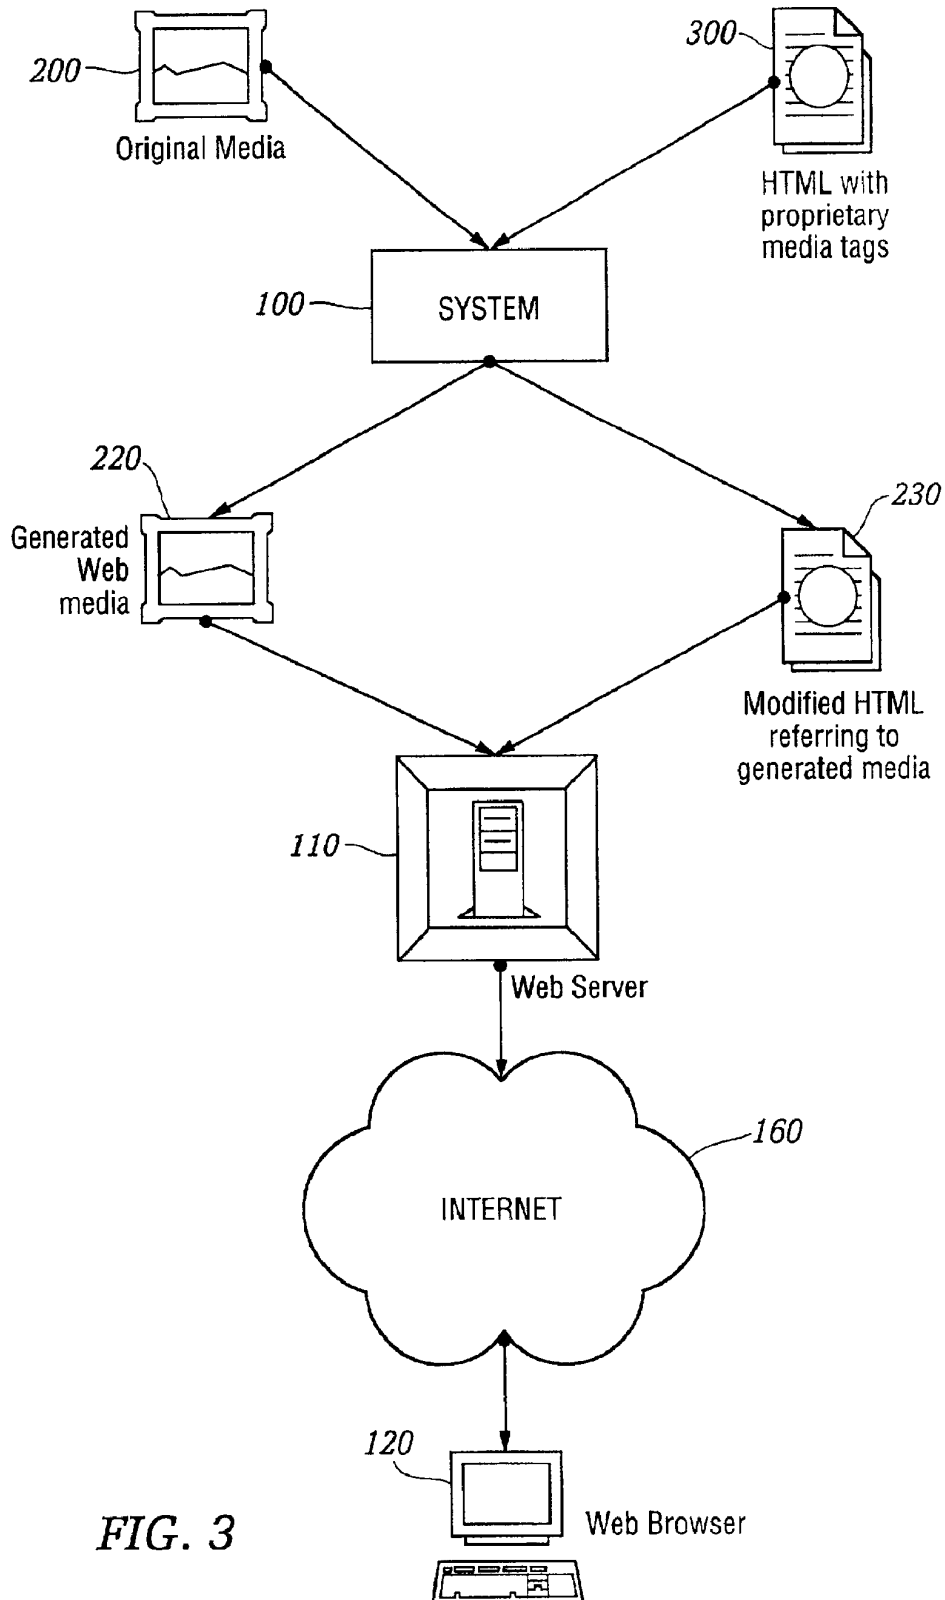 200
Original Media
300
HTML with
proprietary
media tags
100
SYSTEM
220
Generated
Web
media
230
Modified HTML
referring to
generated media
110
Web Server
160
INTERNET
120
Web Browser
FIG. 3